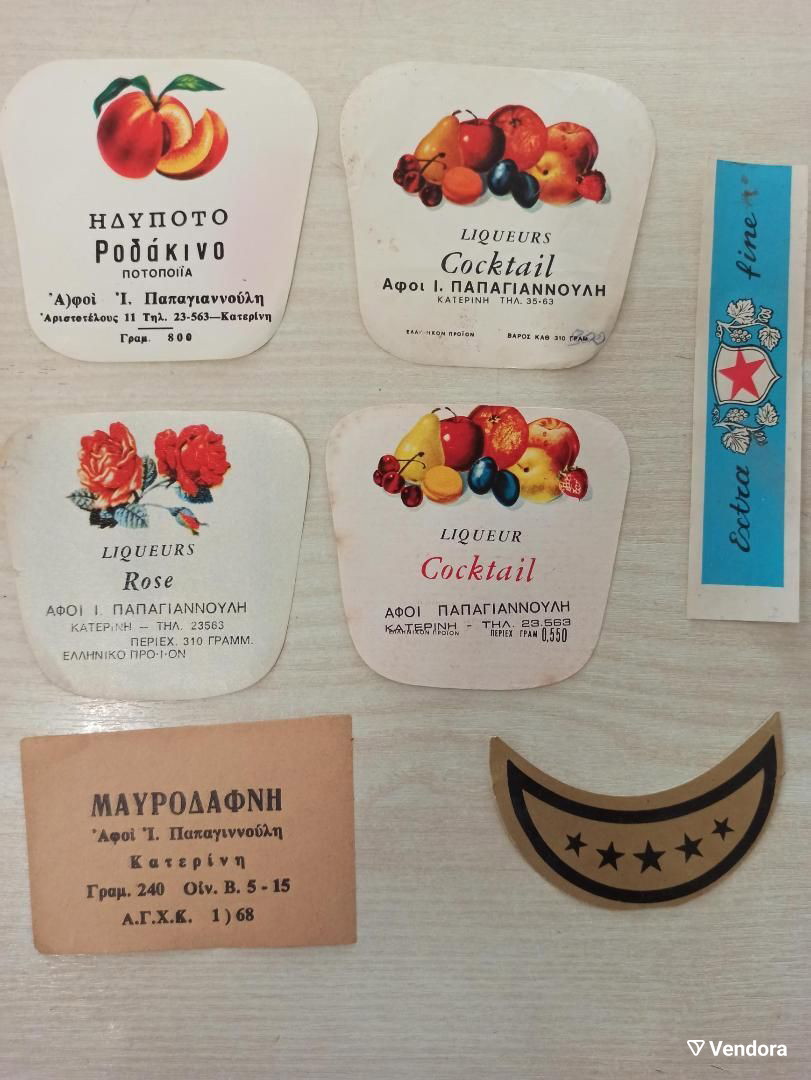 ΗΔΥΠΟΤΟ
Ροδάκινο
ΠΟΤΟΠΟΙΪΑ
Ἀ)φοὶ Ἰ. Παπαγιαννούλη
Ἀριστοτέλους 11 Τηλ. 23-563—Κατερίνη
Γραμ. 800
LIQUEURS
Cocktail
Αφοι Ι. ΠΑΠΑΓΙΑΝΝΟΥΛΗ
ΚΑΤΕΡΙΝΗ ΤΗΛ. 35-63
ΕΛΛΗΝΙΚΟΝ ΠΡΟΪΟΝ ΒΑΡΟΣ ΚΑΘ 310 ΓΡΑΜ
Extra fine
LIQUEURS
Rose
ΑΦΟΙ Ι. ΠΑΠΑΓΙΑΝΝΟΥΛΗ
ΚΑΤΕΡΙΝΗ — ΤΗΛ. 23563
ΠΕΡΙΕΧ. 310 ΓΡΑΜΜ.
ΕΛΛΗΝΙΚΟ ΠΡΟ·Ι·ΟΝ
LIQUEUR
Cocktail
ΑΦΟΙ ΠΑΠΑΓΙΑΝΝΟΥΛΗ
ΚΑΤΕΡΙΝΗ - ΤΗΛ. 23.563
ΕΛΛΗΝΙΚΟΝ ΠΡΟΙΟΝ ΠΕΡΙΕΧ ΓΡΑΜ 0,550
ΜΑΥΡΟΔΑΦΝΗ
Ἀφοὶ Ἰ. Παπαγιννούλη
Κατερίνη
Γραμ. 240 Οἰν. Β. 5 - 15
Α.Γ.Χ.Κ. 1) 68
Vendora